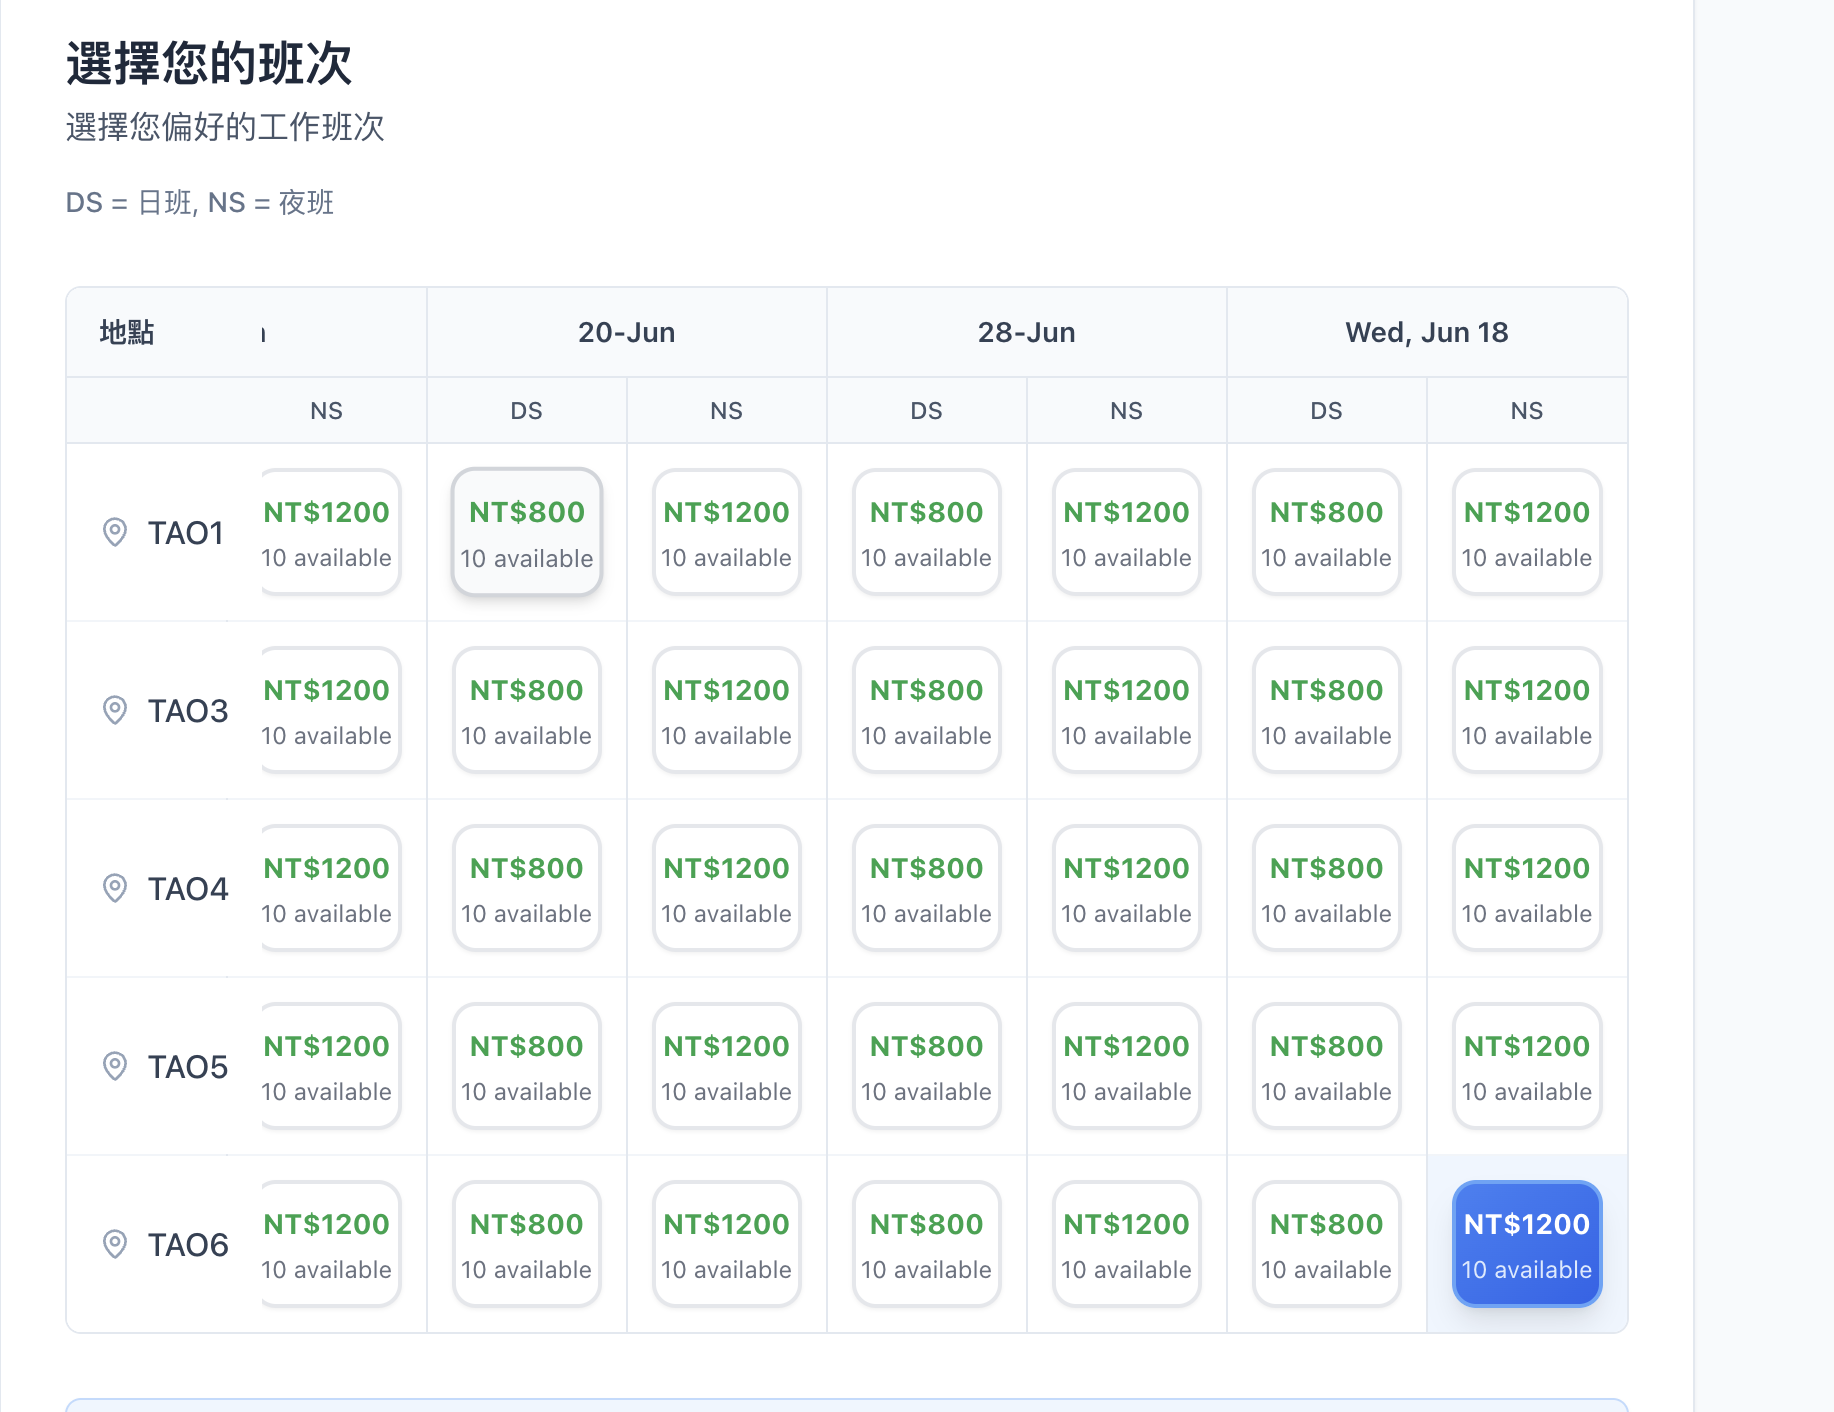 選擇您的班次
選擇您偏好的工作班次
DS = 日班, NS = 夜班
地點 20-Jun 28-Jun Wed, Jun 18
NS DS NS DS NS DS NS
TAO1 NT$1200 NT$800 NT$1200 NT$800 NT$1200 NT$800 NT$1200
10 available 10 available 10 available 10 available 10 available 10 available 10 available
TAO3 NT$1200 NT$800 NT$1200 NT$800 NT$1200 NT$800 NT$1200
10 available 10 available 10 available 10 available 10 available 10 available 10 available
TAO4 NT$1200 NT$800 NT$1200 NT$800 NT$1200 NT$800 NT$1200
10 available 10 available 10 available 10 available 10 available 10 available 10 available
TAO5 NT$1200 NT$800 NT$1200 NT$800 NT$1200 NT$800 NT$1200
10 available 10 available 10 available 10 available 10 available 10 available 10 available
TAO6 NT$1200 NT$800 NT$1200 NT$800 NT$1200 NT$800 NT$1200
10 available 10 available 10 available 10 available 10 available 10 available 10 available